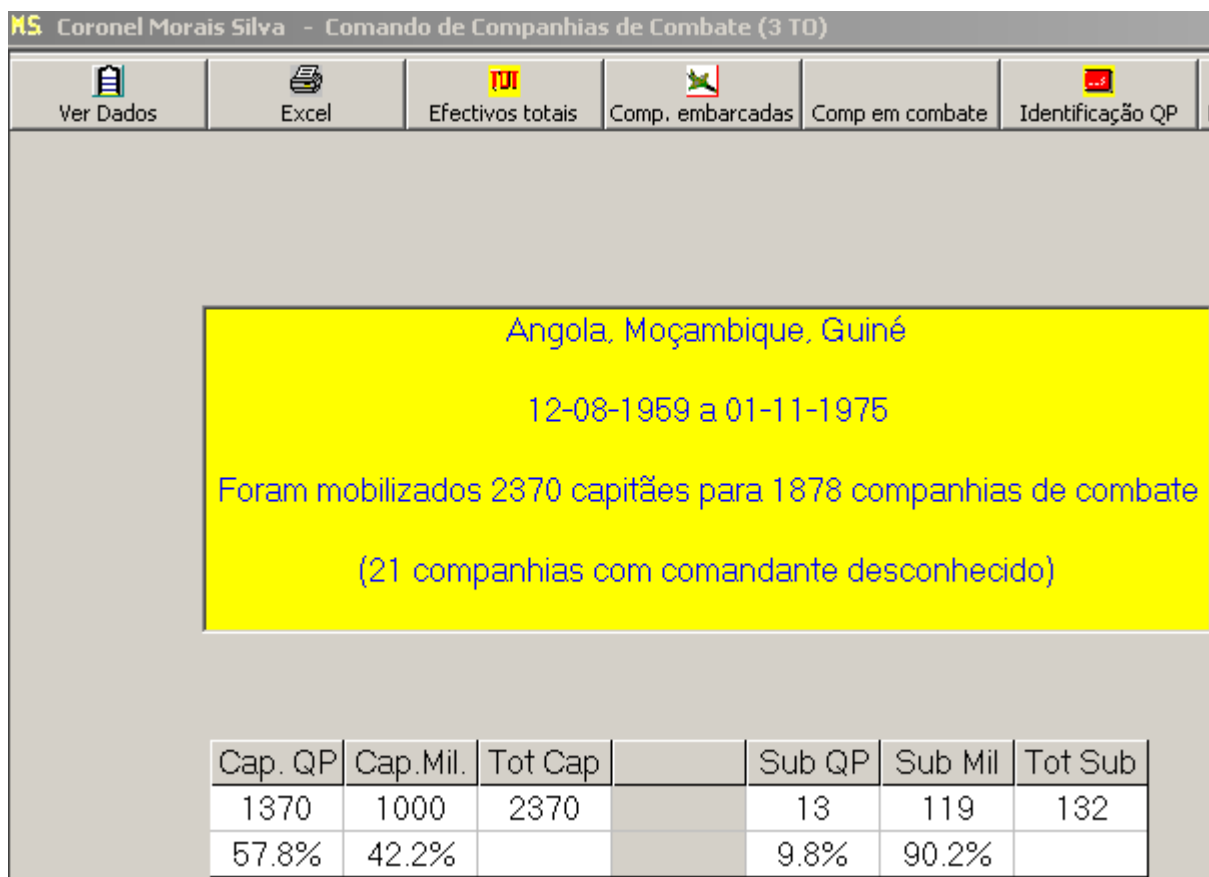 MS Coronel Morais Silva - Comando de Companhias de Combate (3 TO)
Ver Dados Excel Efectivos totais Comp. embarcadas Comp em combate Identificação QP
Angola, Moçambique, Guiné
12-08-1959 a 01-11-1975
Foram mobilizados 2370 capitães para 1878 companhias de combate
(21 companhias com comandante desconhecido)
Cap. QP Cap.Mil. Tot Cap Sub QP Sub Mil Tot Sub
1370 1000 2370 13 119 132
57.8% 42.2% 9.8% 90.2%